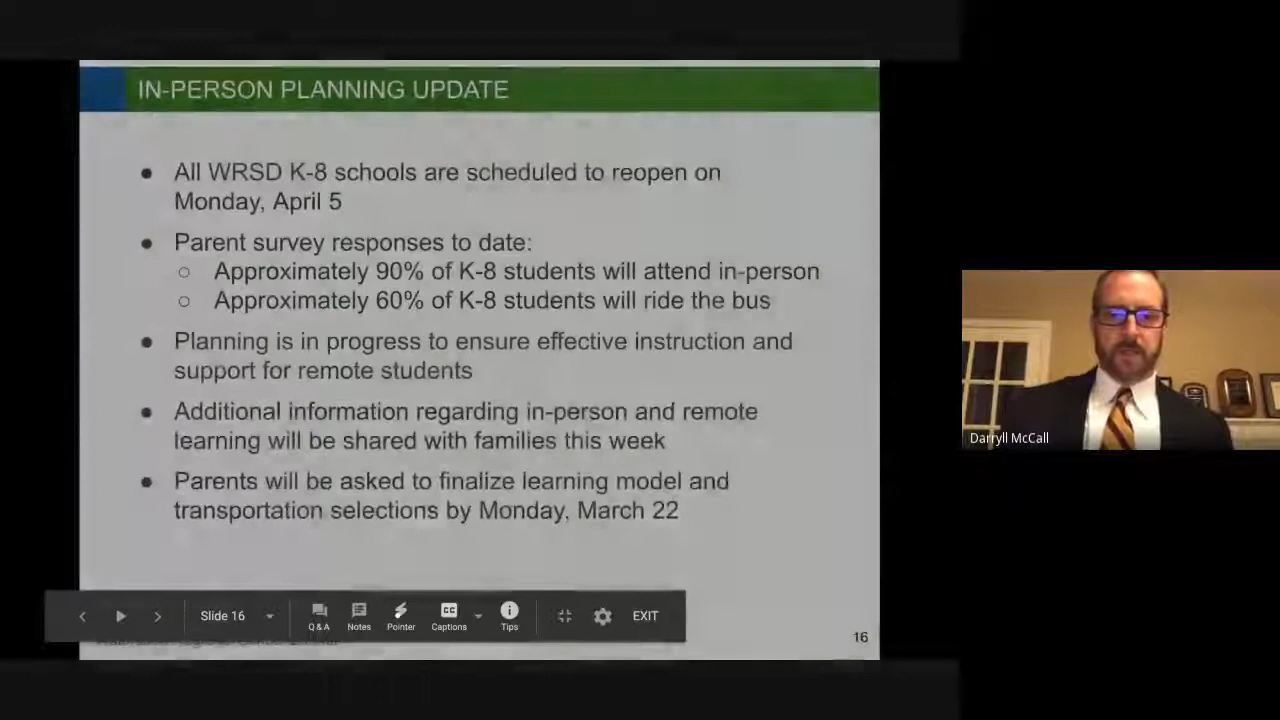 IN-PERSON PLANNING UPDATE
● All WRSD K-8 schools are scheduled to reopen on
Monday, April 5
● Parent survey responses to date:
○ Approximately 90% of K-8 students will attend in-person
○ Approximately 60% of K-8 students will ride the bus
● Planning is in progress to ensure effective instruction and
support for remote students
● Additional information regarding in-person and remote
learning will be shared with families this week
● Parents will be asked to finalize learning model and
transportation selections by Monday, March 22
Slide 16
Q&A
Notes
Pointer
CC
Captions
Tips
EXIT
16
Darryll McCall